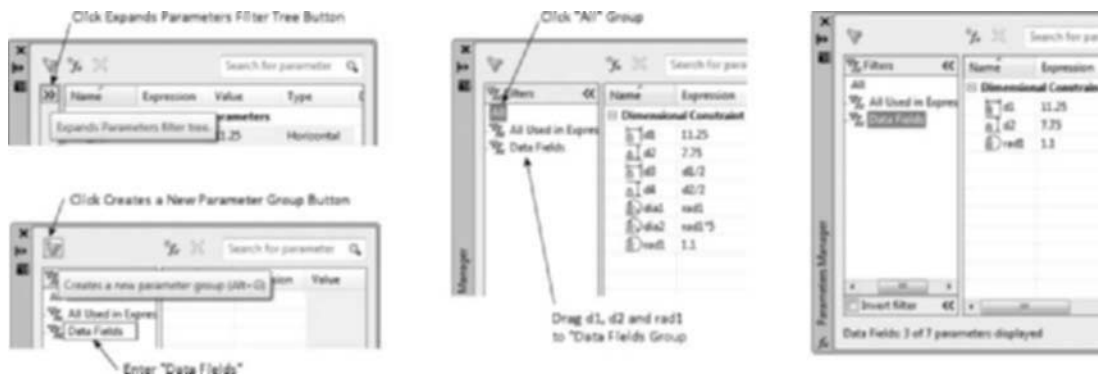 Click Expands Parameters Filter Tree Button
Search for parameter
Name Expression Value Type
Parameters
Expands Parameters filter tree.
11.25 Horizontal
Click Creates a New Parameter Group Button
Search for parameter
Creates a new parameter group (Alt+G)
Value
All Used in Expres
Data Fields
Enter "Data Fields"
Click "All" Group
Search for para
Filters
Name Expression
All
Dimensional Constraint
All Used in Expres
Data Fields
d1 11.25
d2 7.75
d3 d1/2
d4 d2/2
dia1 rad1
dia2 rad1*5
rad1 1.1
Manager
Drag d1, d2 and rad1
to "Data Fields Group
Search for par
Filters
Name Expression
All
Dimensional Constraint
All Used in Expres
Data Fields
d1 11.25
d2 7.75
rad1 1.1
Parameters Manager
Invert filter
Data Fields: 3 of 7 parameters displayed